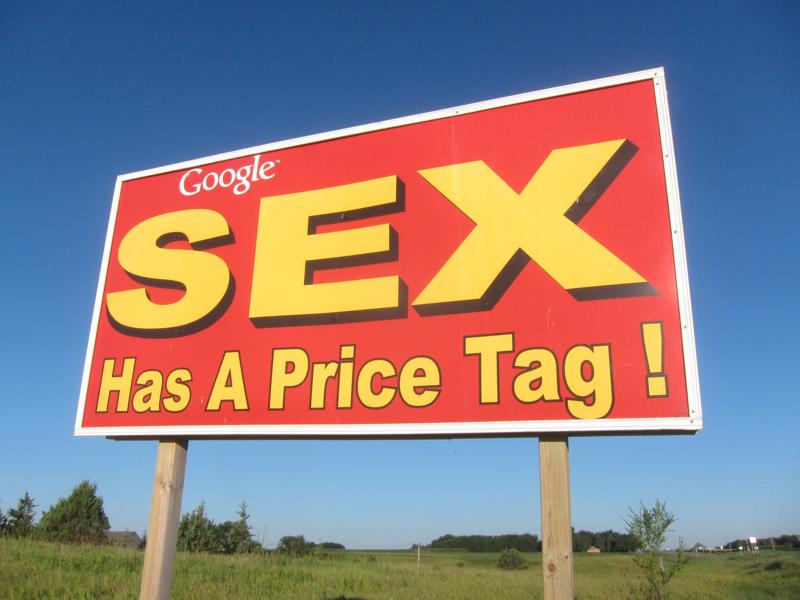 Google™
SEX
Has A Price Tag !